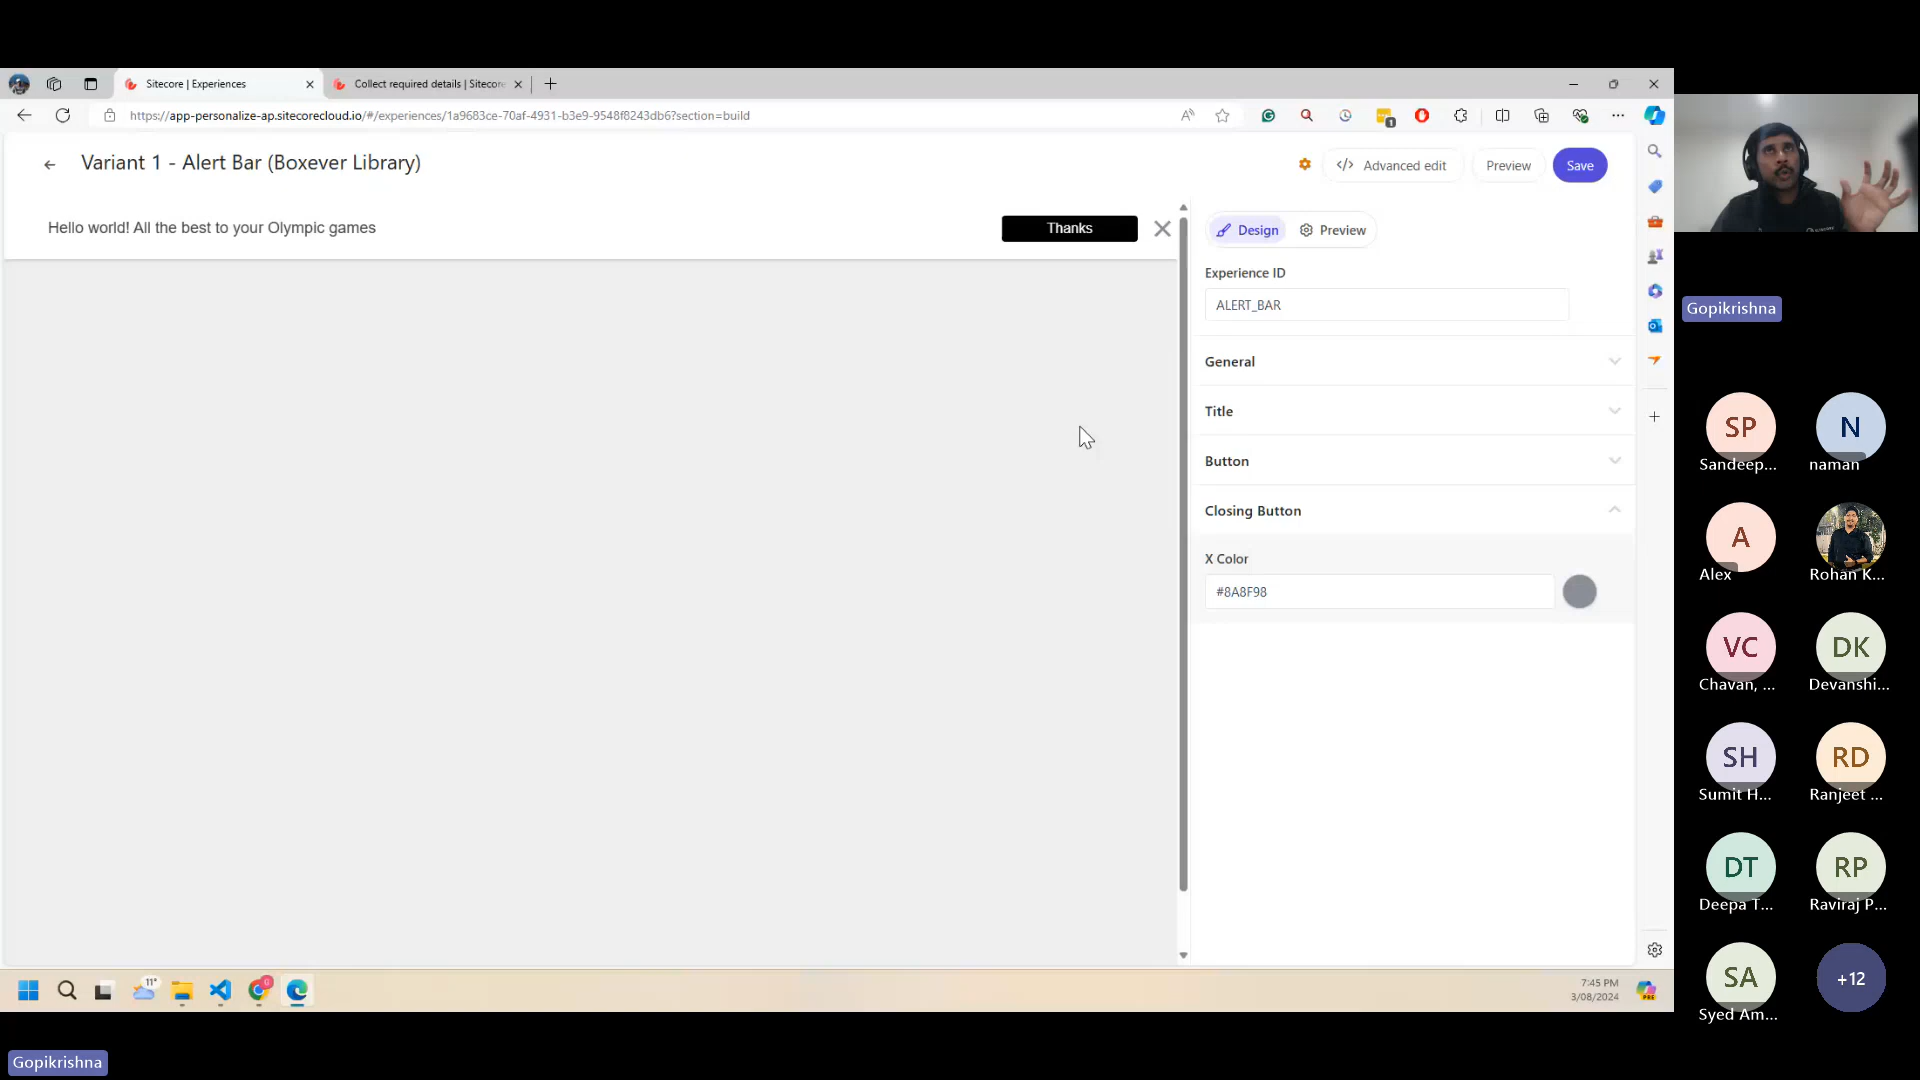 Sitecore | Experiences
Collect required details | Sitecore
https://app-personalize-ap.sitecorecloud.io/#/experiences/1a9683ce-70af-4931-b3e9-9548f8243db6?section=build
Variant 1 - Alert Bar (Boxever Library)
Advanced edit
Preview
Save
Hello world! All the best to your Olympic games
Thanks
Design
Preview
Experience ID
ALERT_BAR
General
Title
Button
Closing Button
X Color
#8A8F98
11°
7:45 PM
3/08/2024
PRE
Gopikrishna
SP
Sandeep...
N
naman
A
Alex
Rohan K...
VC
Chavan, ...
DK
Devanshi...
SH
Sumit H...
RD
Ranjeet ...
DT
Deepa T...
RP
Raviraj P...
SA
Syed Am...
+12
Gopikrishna